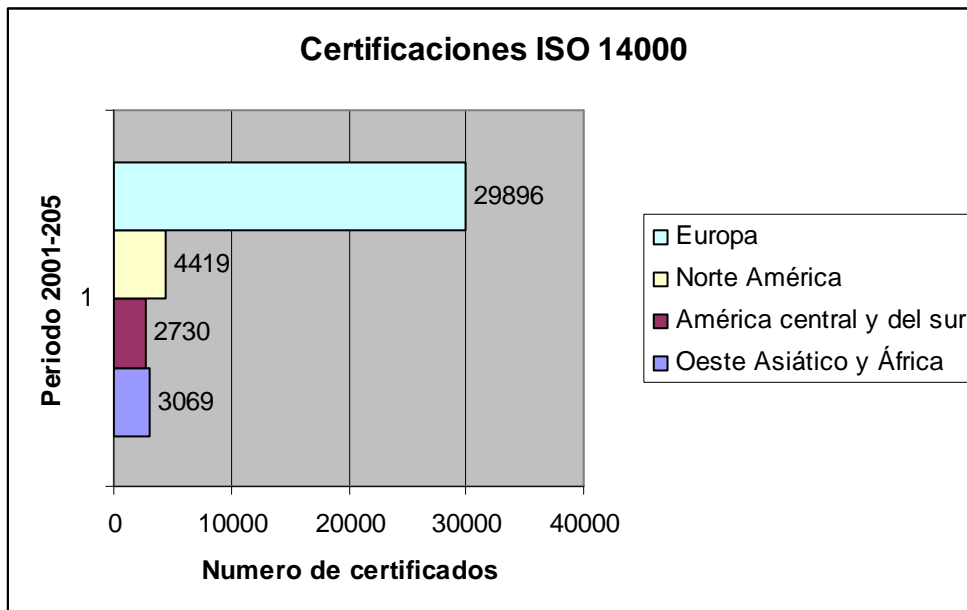 Certificaciones ISO 14000
Periodo 2001-205
1
29896
4419
2730
3069
0 10000 20000 30000 40000
Numero de certificados
Europa
Norte América
América central y del sur
Oeste Asiático y África